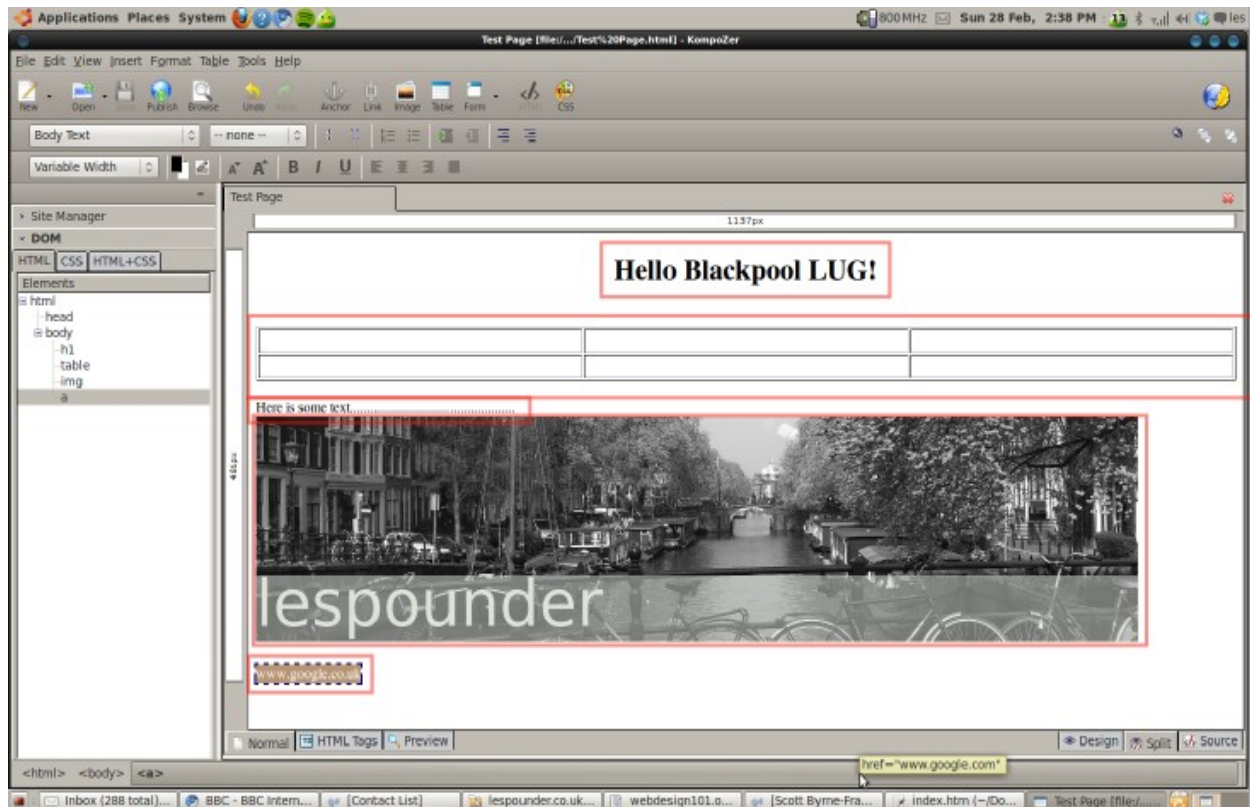 Applications Places System 800 MHz Sun 28 Feb, 2:38 PM 11 les
Test Page [file:/.../Test%20Page.html] - KompoZer
File Edit View Insert Format Table Tools Help
New Open Publish Browse Undo Anchor Link Image Table Form HTML CSS
Body Text -- none --
Variable Width A A B I U
Test Page
Site Manager
1137px
DOM
HTML CSS HTML+CSS
Elements
html
head
body
h1
table
img
a
Hello Blackpool LUG!
Here is some text..................................................
lespounder
www.google.co.uk
Normal HTML Tags Preview Design Split Source
<html> <body> <a>
href="www.google.com"
Inbox (288 total)... BBC - BBC Intern... [Contact List] lespounder.co.uk... webdesign101.o... [Scott Byrne-Fra... index.htm (~/Do... Test Page [file:/....